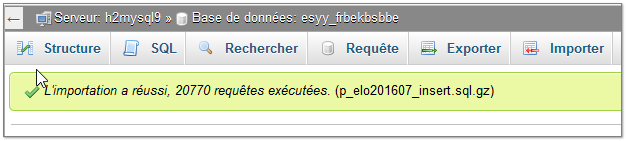 Serveur: h2mysql9 » Base de données: esyy_frbekbsbbe
Structure SQL Rechercher Requête Exporter Importer
L'importation a réussi, 20770 requêtes exécutées. (p_elo201607_insert.sql.gz)